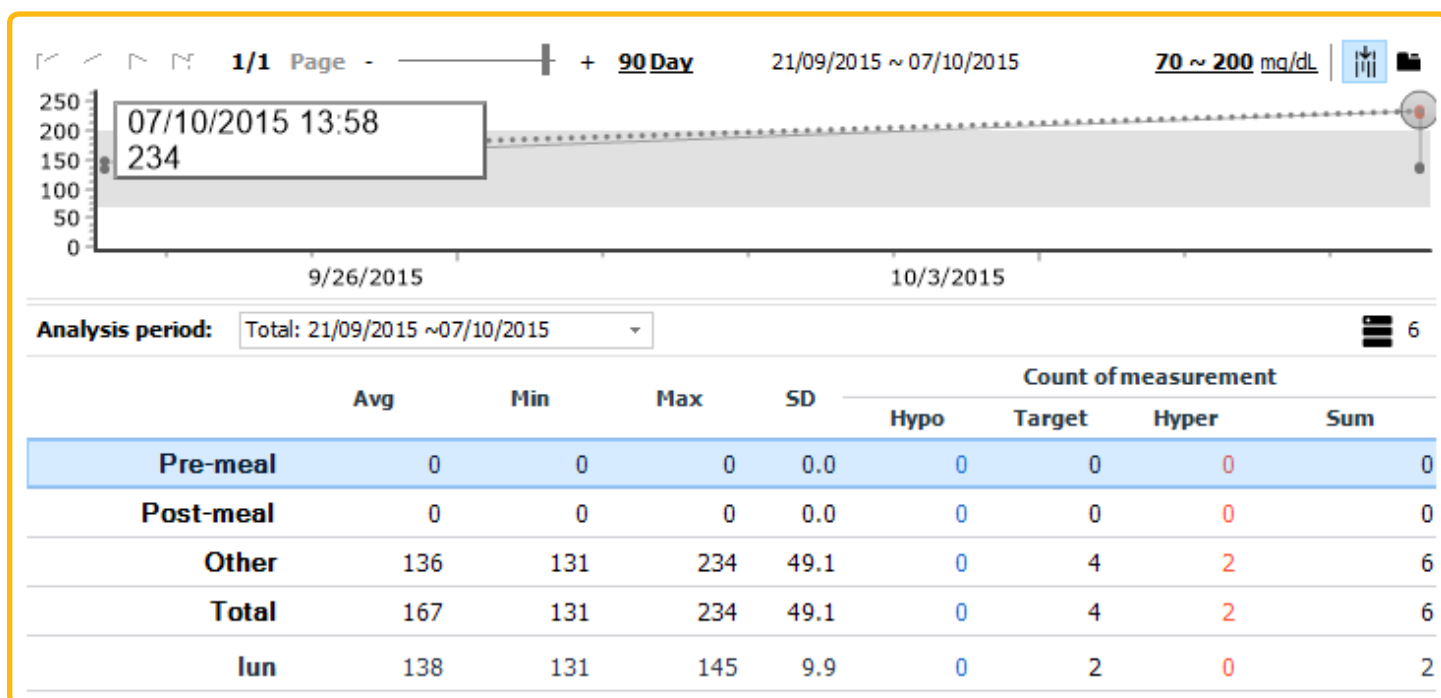 1/1 Page - + 90 Day 21/09/2015 ~ 07/10/2015 70 ~ 200 mg/dL
250
200
150
100
50
0
07/10/2015 13:58
234
9/26/2015 10/3/2015
Analysis period: Total: 21/09/2015 ~07/10/2015 6
Avg Min Max SD Count of measurement
Hypo Target Hyper Sum
Pre-meal 0 0 0 0.0 0 0 0 0
Post-meal 0 0 0 0.0 0 0 0 0
Other 136 131 234 49.1 0 4 2 6
Total 167 131 234 49.1 0 4 2 6
lun 138 131 145 9.9 0 2 0 2